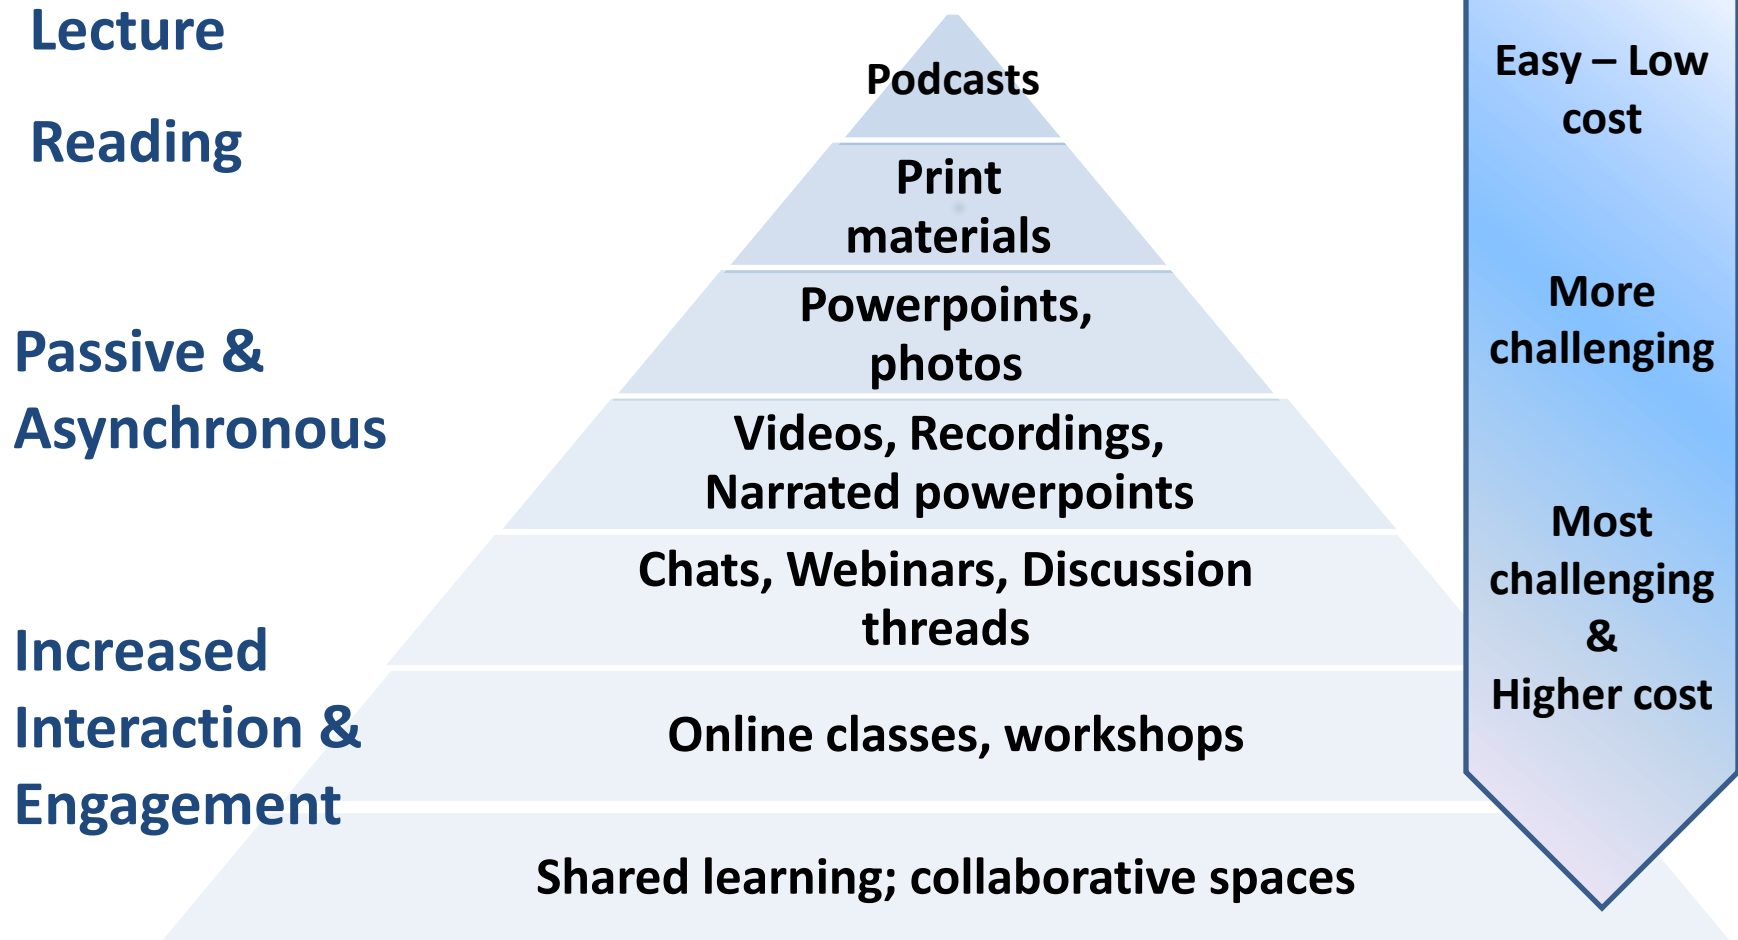 Lecture
Reading
Passive &
Asynchronous
Increased
Interaction &
Engagement
Podcasts
Print
materials
Powerpoints,
photos
Videos, Recordings,
Narrated powerpoints
Chats, Webinars, Discussion
threads
Online classes, workshops
Shared learning; collaborative spaces
Easy – Low
cost
More
challenging
Most
challenging
&
Higher cost